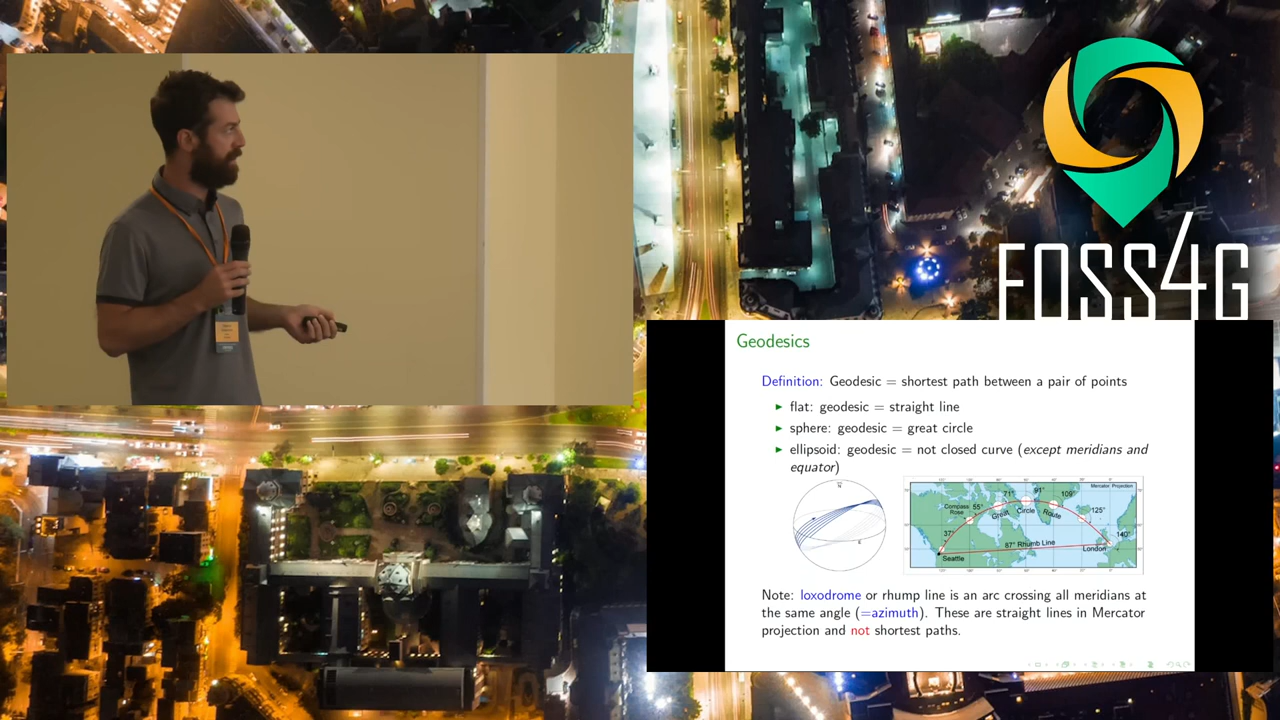 FOSS4G
Geodesics
Definition: Geodesic = shortest path between a pair of points
flat: geodesic = straight line
sphere: geodesic = great circle
ellipsoid: geodesic = not closed curve (except meridians and
equator)
Mercator Projection
Compass
Rose
37°
55°
71°
91°
109°
125°
140°
Great Circle Route
87° Rhumb Line
Seattle
London
Note: loxodrome or rhump line is an arc crossing all meridians at
the same angle (=azimuth). These are straight lines in Mercator
projection and not shortest paths.